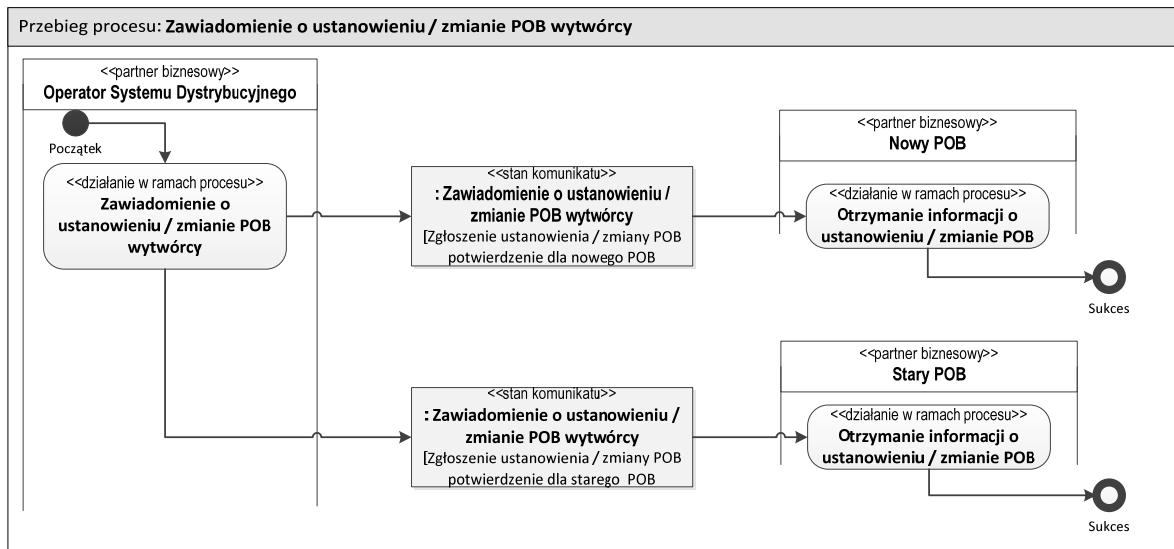 Przebieg procesu: Zawiadomienie o ustanowieniu / zmianie POB wytwórcy
<<partner biznesowy>>
Operator Systemu Dystrybucyjnego
Początek
<<działanie w ramach procesu>>
Zawiadomienie o
ustanowieniu / zmianie POB
wytwórcy
<<stan komunikatu>>
: Zawiadomienie o ustanowieniu /
zmianie POB wytwórcy
[Zgłoszenie ustanowienia / zmiany POB
potwierdzenie dla nowego POB
<<partner biznesowy>>
Nowy POB
<<działanie w ramach procesu>>
Otrzymanie informacji o
ustanowieniu / zmianie POB
Sukces
<<stan komunikatu>>
: Zawiadomienie o ustanowieniu /
zmianie POB wytwórcy
[Zgłoszenie ustanowienia / zmiany POB
potwierdzenie dla starego POB
<<partner biznesowy>>
Stary POB
<<działanie w ramach procesu>>
Otrzymanie informacji o
ustanowieniu / zmianie POB
Sukces